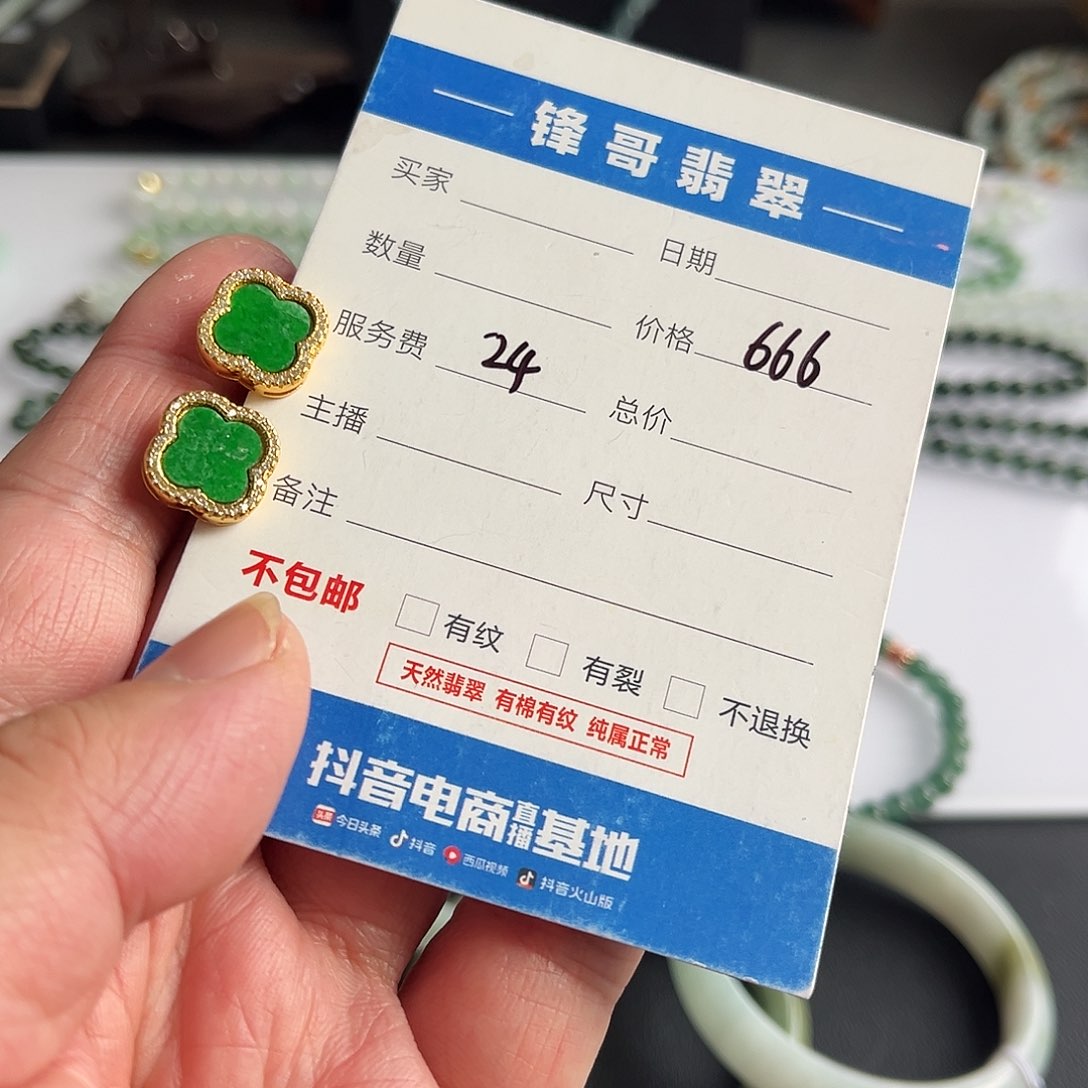 锋哥翡翠
买家 日期
数量 价格 666
服务费 24 总价
主播 尺寸
备注
不包邮 有纹 有裂 不退换
天然翡翠 有棉有纹 纯属正常
抖音电商直播基地
头条 今日头条 抖音 西瓜视频 抖音火山版